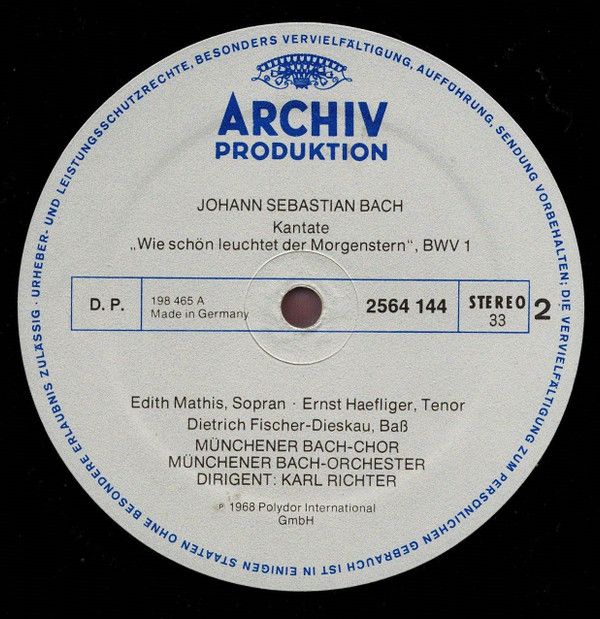 URHEBER- UND LEISTUNGSSCHUTZRECHTE, BESONDERS VERVIELFÄLTIGUNG, AUFFÜHRUNG, SENDUNG VORBEHALTEN; DIE VERVIELFÄLTIGUNG ZUM PERSÖNLICHEN GEBRAUCH IST IN EINIGEN STAATEN OHNE BESONDERE ERLAUBNIS ZULÄSSIG ·
ARCHIV
PRODUKTION
JOHANN SEBASTIAN BACH
Kantate
„Wie schön leuchtet der Morgenstern“, BWV 1
D. P.
198 465 A
Made in Germany
2564 144
STEREO
33
2
Edith Mathis, Sopran · Ernst Haefliger, Tenor
Dietrich Fischer-Dieskau, Baß
MÜNCHENER BACH-CHOR
MÜNCHENER BACH-ORCHESTER
DIRIGENT: KARL RICHTER
℗ 1968 Polydor International
GmbH